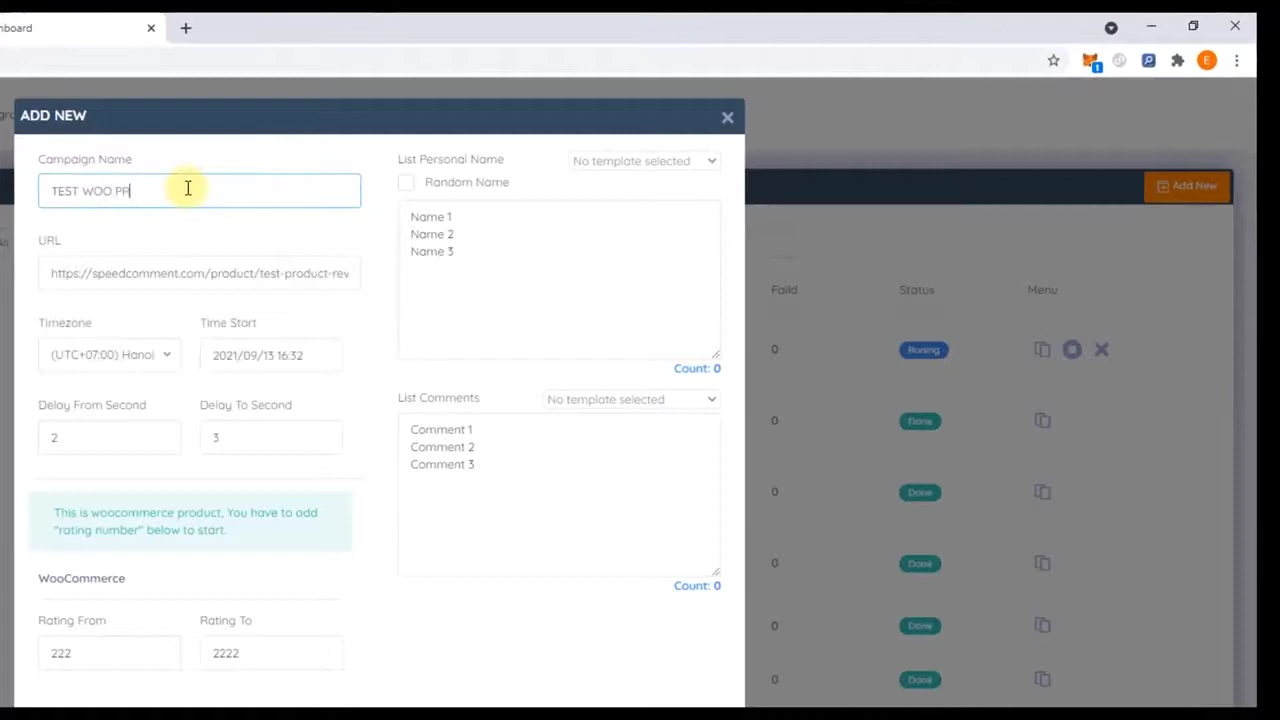 nboard
1
E
ADD NEW
Campaign Name
TEST WOO PR
URL
https://speedcomment.com/product/test-product-rev
Timezone
Time Start
(UTC+07:00) Hanoi
2021/09/13 16:32
Delay From Second
Delay To Second
2
3
This is woocommerce product, You have to add
"rating number" below to start.
WooCommerce
Rating From
Rating To
222
2222
List Personal Name
No template selected
Random Name
Name 1
Name 2
Name 3
Count: 0
List Comments
No template selected
Comment 1
Comment 2
Comment 3
Count: 0
Add New
Faild
Status
Menu
0
Runing
0
Done
0
Done
0
Done
0
Done
0
Done